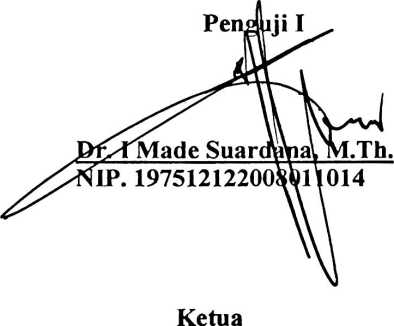 Penguji I
Dr. I Made Suardana, M.Th.
NIP. 197512122008011014
Ketua